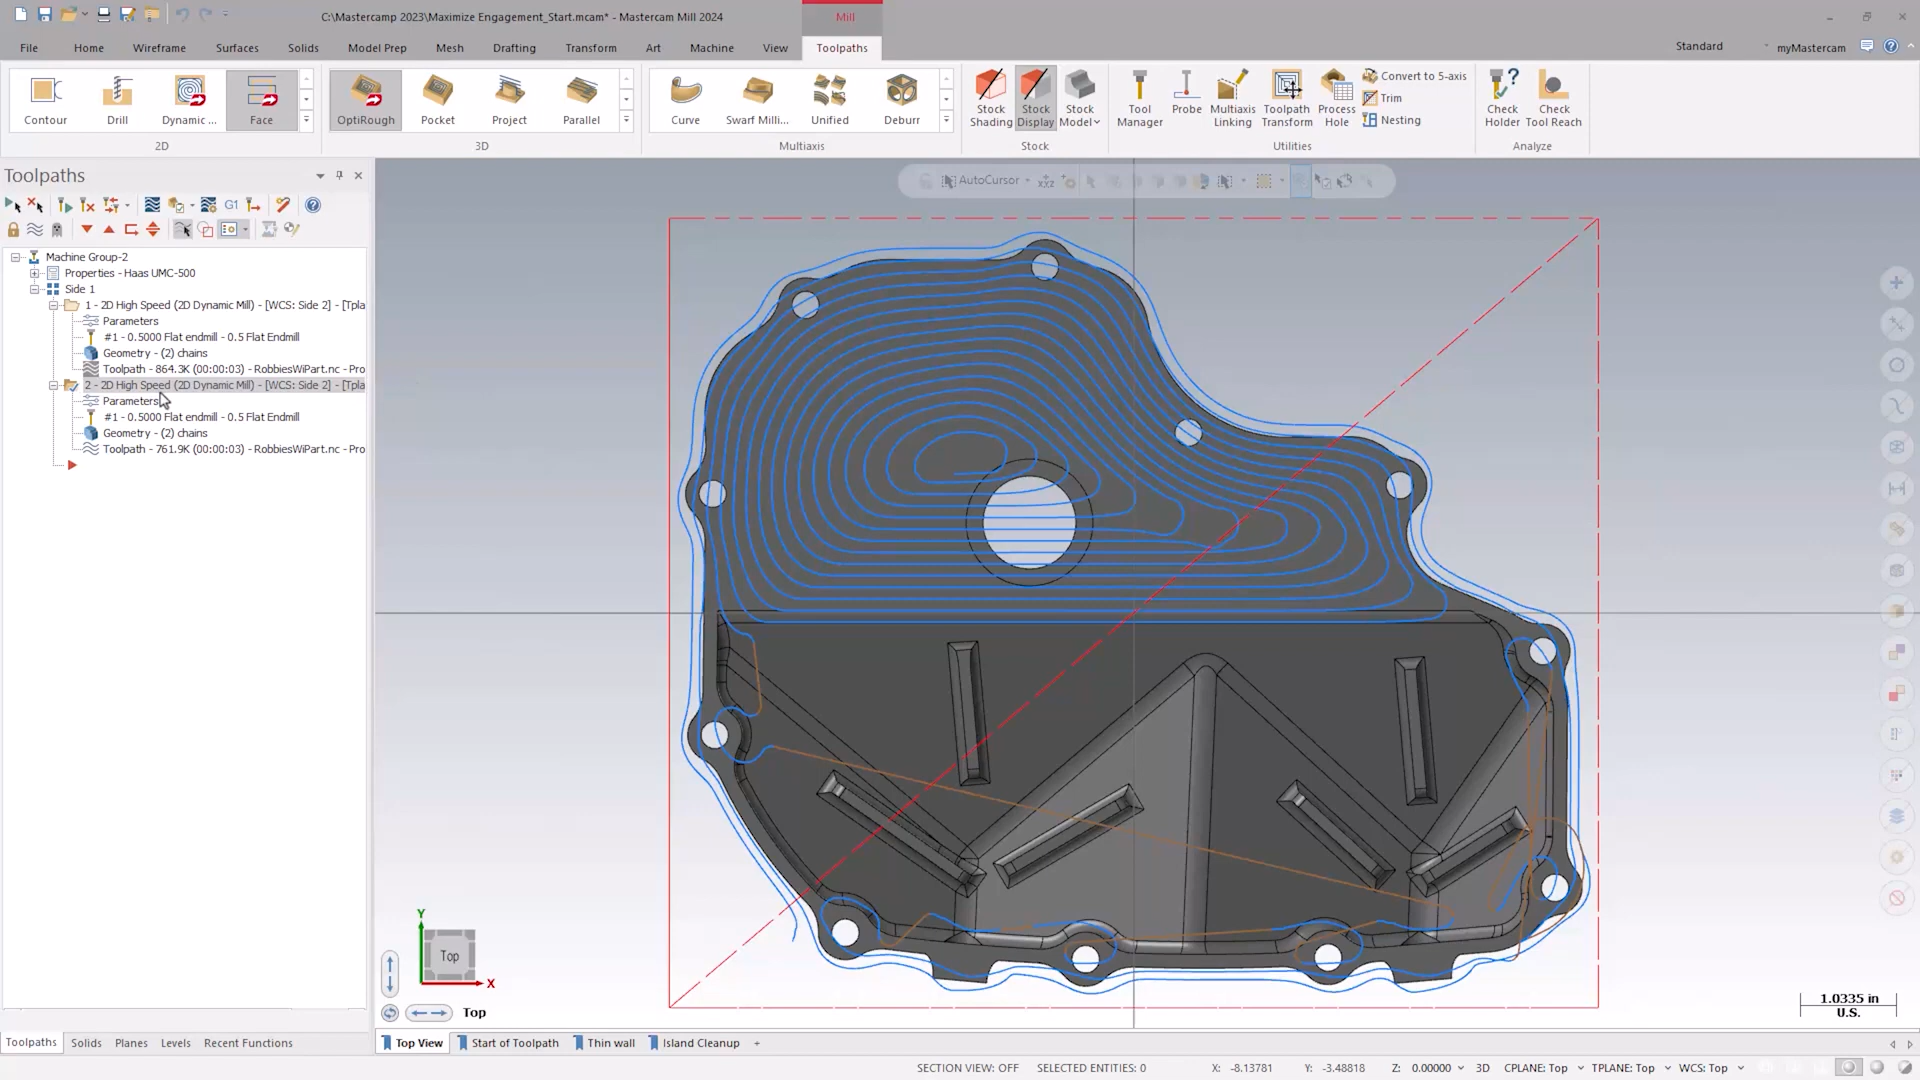 C:\Mastercamp 2023\Maximize Engagement_Start.mcam* - Mastercam Mill 2024
Mill
File
Home
Wireframe
Surfaces
Solids
Model Prep
Mesh
Drafting
Transform
Art
Machine
View
Toolpaths
Standard
myMastercam
Contour
Drill
Dynamic ...
Face
OptiRough
Pocket
Project
Parallel
Curve
Swarf Milli...
Unified
Deburr
Stock Shading
Stock Display
Stock Model
Tool Manager
Probe
Multiaxis Linking
Toolpath Transform
Process Hole
Convert to 5-axis
Trim
Nesting
Check Holder
Check Tool Reach
2D
3D
Multiaxis
Stock
Utilities
Analyze
Toolpaths
AutoCursor
G1
Machine Group-2
Properties - Haas UMC-500
Side 1
1 - 2D High Speed (2D Dynamic Mill) - [WCS: Side 2] - [Tpla
Parameters
#1 - 0.5000 Flat endmill - 0.5 Flat Endmill
Geometry - (2) chains
Toolpath - 864.3K (00:00:03) - RobbiesWiPart.nc - Pro
2 - 2D High Speed (2D Dynamic Mill) - [WCS: Side 2] - [Tpla
Parameters
#1 - 0.5000 Flat endmill - 0.5 Flat Endmill
Geometry - (2) chains
Toolpath - 761.9K (00:00:03) - RobbiesWiPart.nc - Pro
Y
Top
X
Top
1.0335 in
U.S.
Toolpaths
Solids
Planes
Levels
Recent Functions
Top View
Start of Toolpath
Thin wall
Island Cleanup
+
SECTION VIEW: OFF
SELECTED ENTITIES: 0
X: -8.13781
Y: -3.48818
Z: 0.00000
3D
CPLANE: Top
TPLANE: Top
WCS: Top